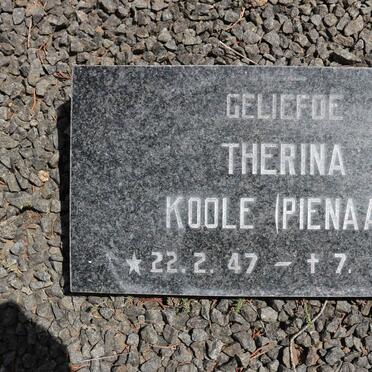 GELIEFDE
THERINA
KOOLE (PIENAA
★ 22. 2. 47 – † 7.